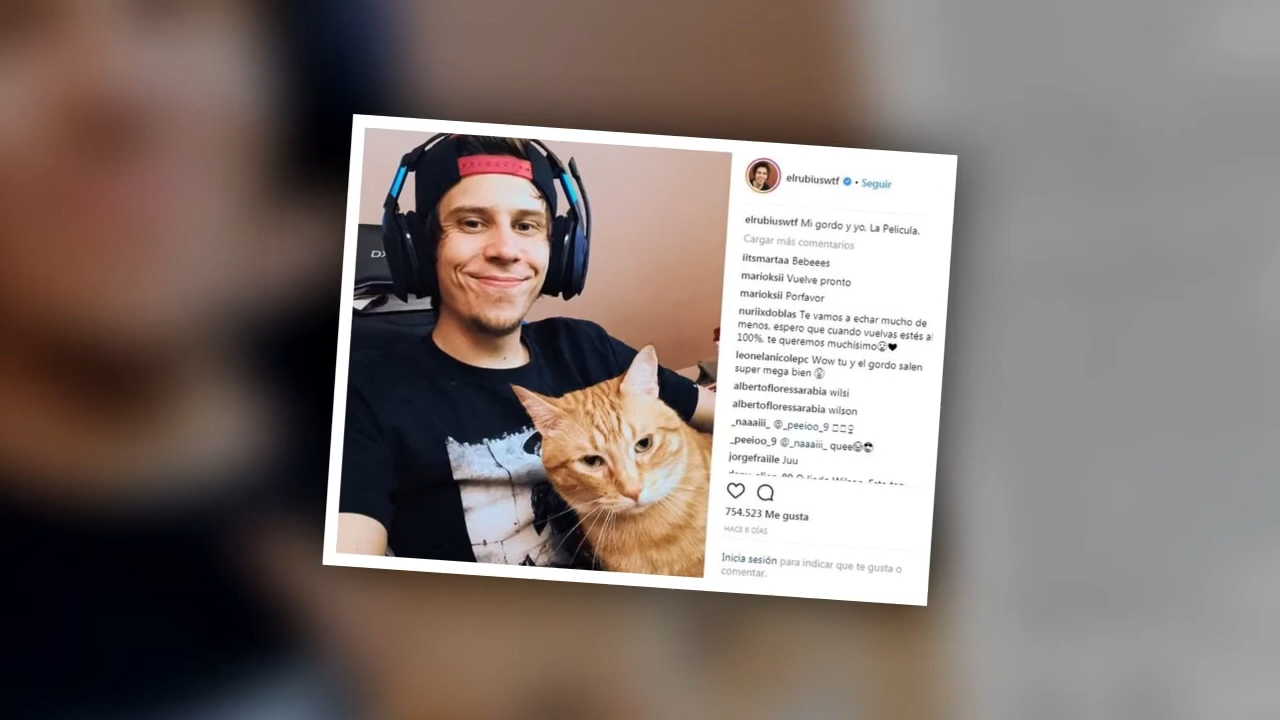 DX
elrubiuswtf • Seguir
elrubiuswtf Mi gordo y yo. La Pelicula.
Cargar más comentarios
iitsmartaa Bebeees
marioksii Vuelve pronto
marioksii Porfavor
nuriixdoblas Te vamos a echar mucho de
menos, espero que cuando vuelvas estés al
100%, te queremos muchísimo
leonelanicolepc Wow tu y el gordo salen
super mega bien
albertofloressarabia wilsi
albertofloressarabia wilson
_naaaiii_ @_peeioo_9
_peeioo_9 @_naaaiii_ quee
jorgefraiile Juu
754.523 Me gusta
HACE 6 DÍAS
Inicia sesión para indicar que te gusta o
comentar.